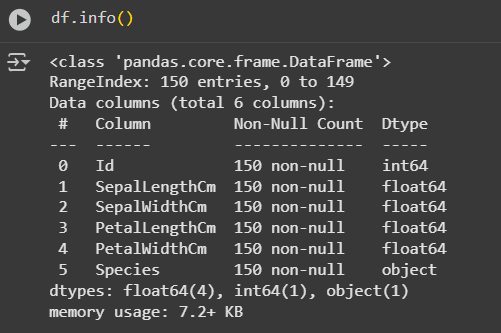 df.info()
<class 'pandas.core.frame.DataFrame'>
RangeIndex: 150 entries, 0 to 149
Data columns (total 6 columns):
 #   Column         Non-Null Count  Dtype
---  ------         --------------  -----
 0   Id             150 non-null    int64
 1   SepalLengthCm  150 non-null    float64
 2   SepalWidthCm   150 non-null    float64
 3   PetalLengthCm  150 non-null    float64
 4   PetalWidthCm   150 non-null    float64
 5   Species        150 non-null    object
dtypes: float64(4), int64(1), object(1)
memory usage: 7.2+ KB